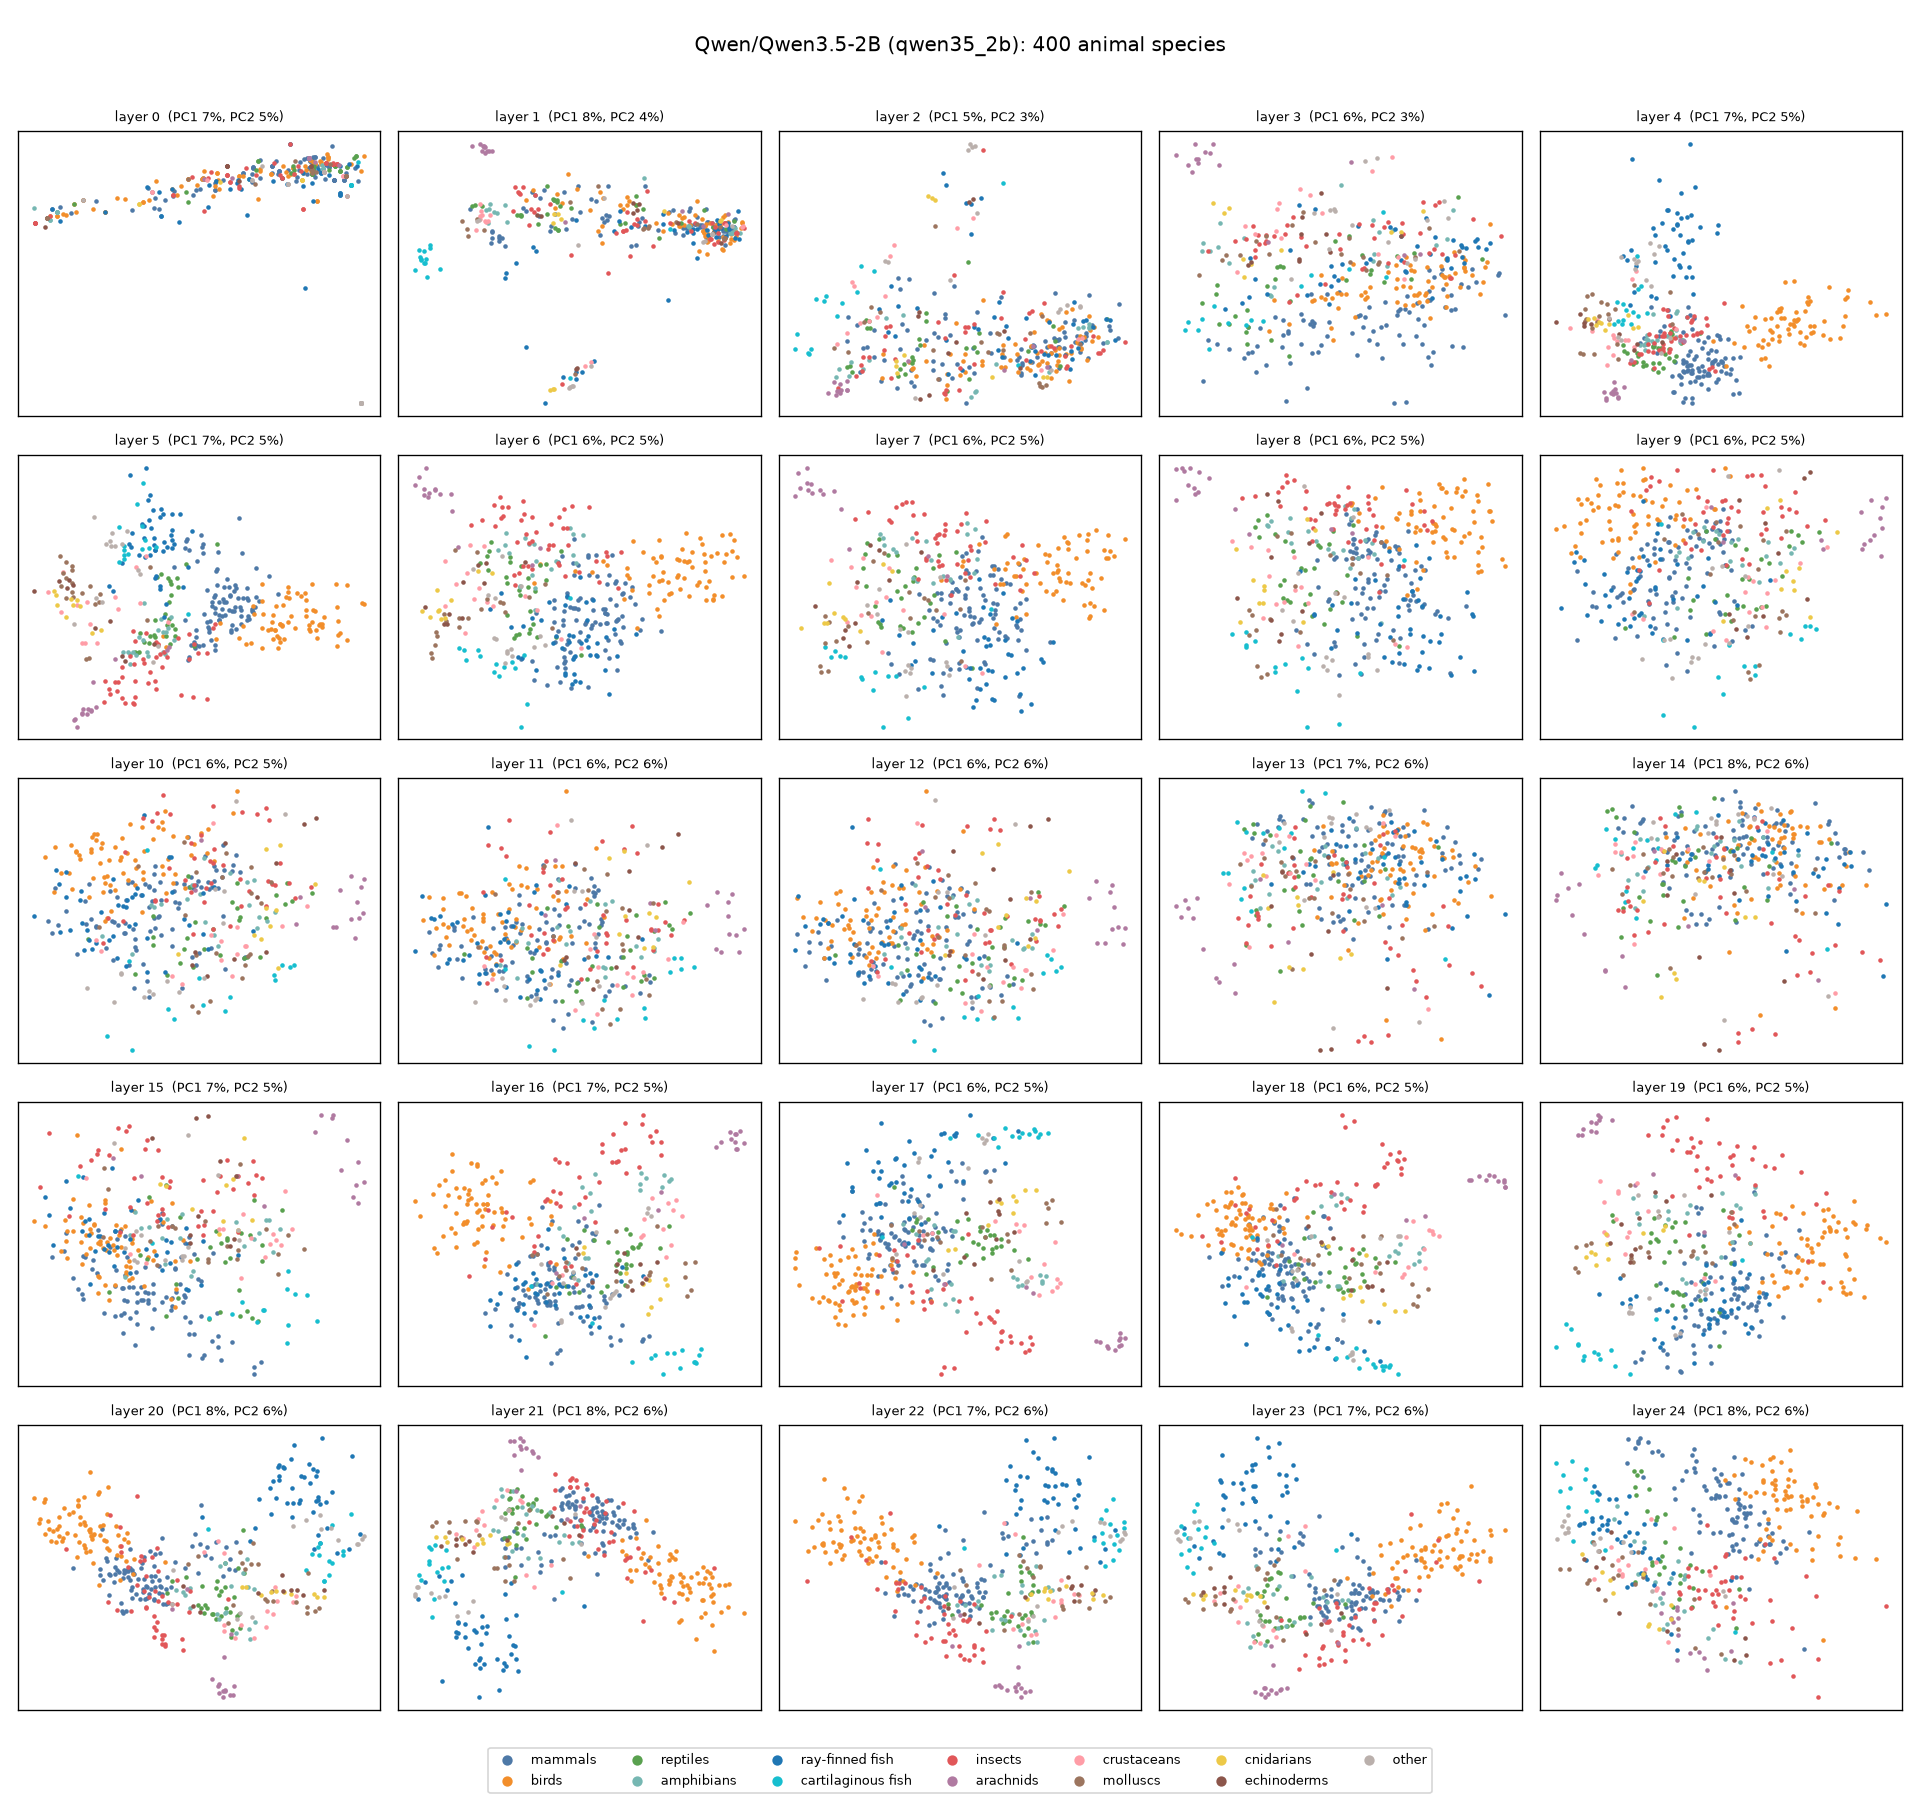 Qwen/Qwen3.5-2B (qwen35_2b): 400 animal species
layer 0  (PC1 7%, PC2 5%)
layer 1  (PC1 8%, PC2 4%)
layer 2  (PC1 5%, PC2 3%)
layer 3  (PC1 6%, PC2 3%)
layer 4  (PC1 7%, PC2 5%)
layer 5  (PC1 7%, PC2 5%)
layer 6  (PC1 6%, PC2 5%)
layer 7  (PC1 6%, PC2 5%)
layer 8  (PC1 6%, PC2 5%)
layer 9  (PC1 6%, PC2 5%)
layer 10  (PC1 6%, PC2 5%)
layer 11  (PC1 6%, PC2 6%)
layer 12  (PC1 6%, PC2 6%)
layer 13  (PC1 7%, PC2 6%)
layer 14  (PC1 8%, PC2 6%)
layer 15  (PC1 7%, PC2 5%)
layer 16  (PC1 7%, PC2 5%)
layer 17  (PC1 6%, PC2 5%)
layer 18  (PC1 6%, PC2 5%)
layer 19  (PC1 6%, PC2 5%)
layer 20  (PC1 8%, PC2 6%)
layer 21  (PC1 8%, PC2 6%)
layer 22  (PC1 7%, PC2 6%)
layer 23  (PC1 7%, PC2 6%)
layer 24  (PC1 8%, PC2 6%)
mammals
birds
reptiles
amphibians
ray-finned fish
cartilaginous fish
insects
arachnids
crustaceans
molluscs
cnidarians
echinoderms
other